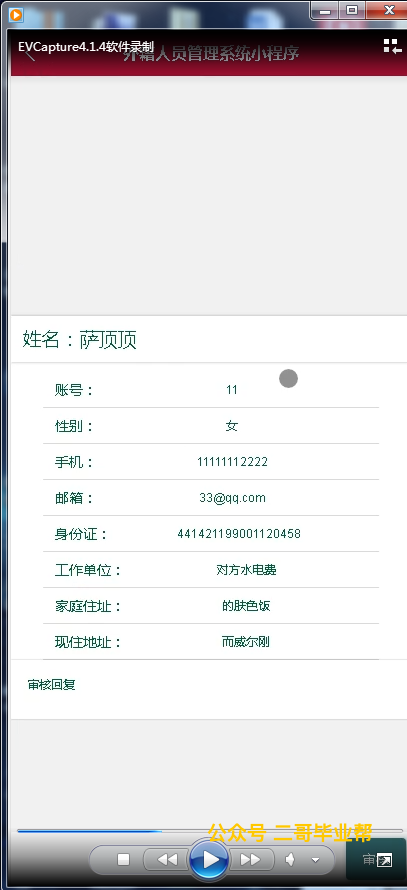 EVCapture4.1.4软件录制
外籍人员管理系统小程序
姓名：萨顶顶
账号： 11
性别： 女
手机： 11111112222
邮箱： 33@qq.com
身份证： 441421199001120458
工作单位： 对方水电费
家庭住址： 的肤色饭
现住地址： 而威尔刚
审核回复
公众号 二哥毕业帮
审